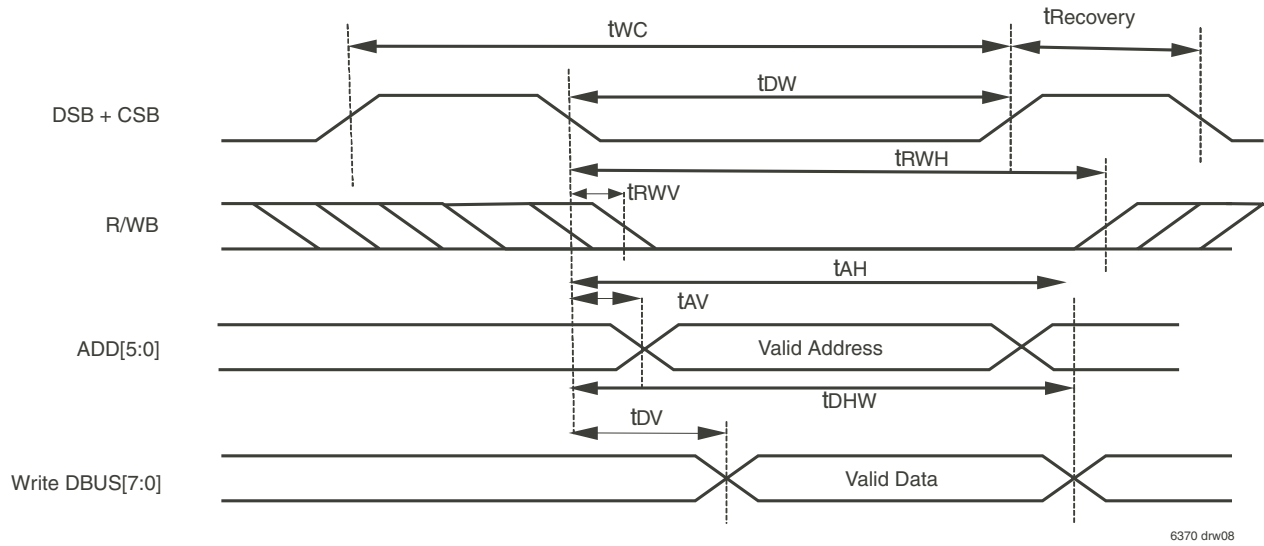 tWC
tRecovery
DSB + CSB
tDW
tRWH
tRWV
R/WB
tAH
tAV
ADD[5:0]
Valid Address
tDHW
tDV
Write DBUS[7:0]
Valid Data
6370 drw08